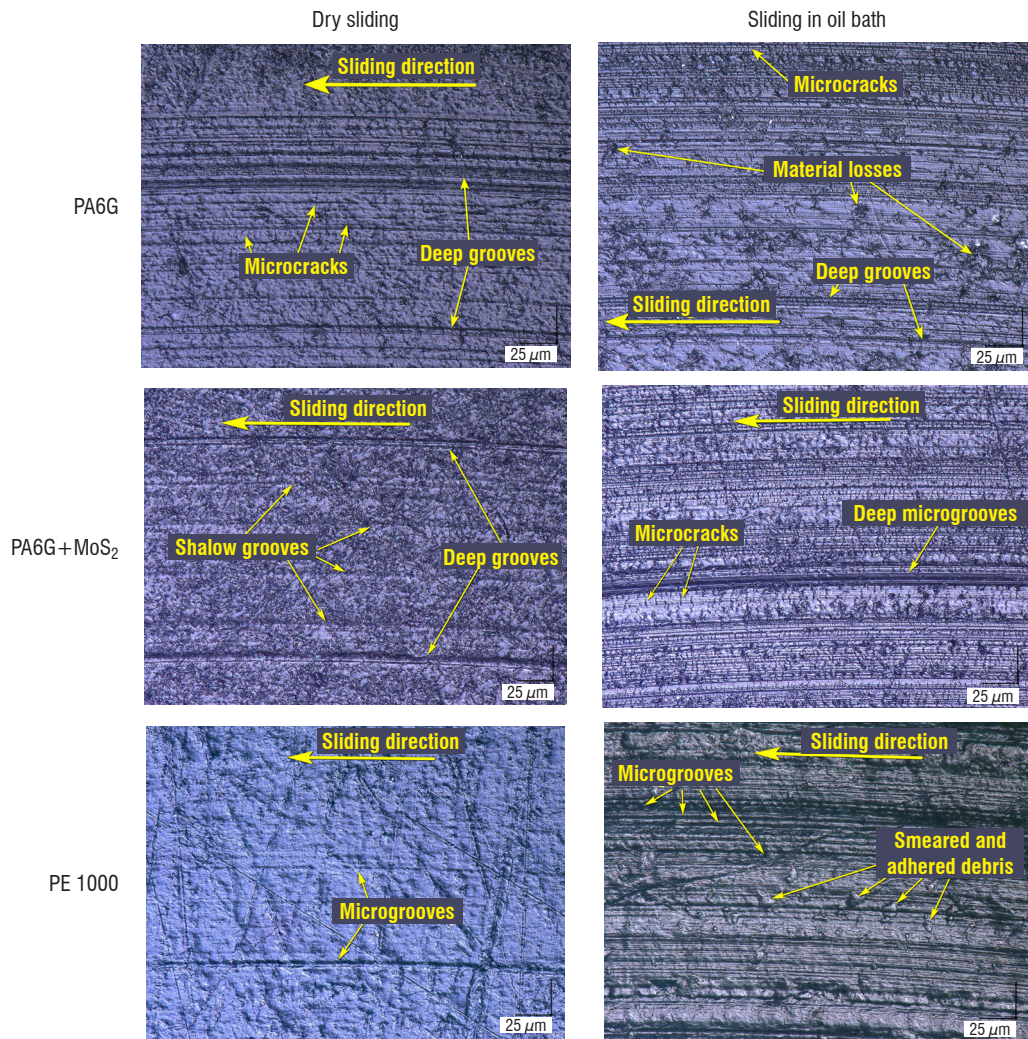 Dry sliding
Sliding in oil bath
PA6G
Sliding direction
Microcracks
Deep grooves
25 µm
Microcracks
Material losses
Deep grooves
Sliding direction
25 µm
PA6G+MoS₂
Sliding direction
Shalow grooves
Deep grooves
25 µm
Sliding direction
Deep microgrooves
Microcracks
25 µm
PE 1000
Sliding direction
Microgrooves
25 µm
Sliding direction
Microgrooves
Smeared and
adhered debris
25 µm